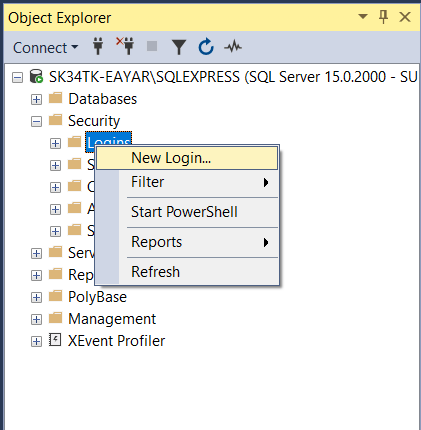 Object Explorer
Connect
SK34TK-EAYAR\SQLEXPRESS (SQL Server 15.0.2000 - SU
Databases
Security
Logins
New Login...
S
Filter
C
A
Start PowerShell
S
Reports
Serv
Rep
Refresh
PolyBase
Management
XEvent Profiler